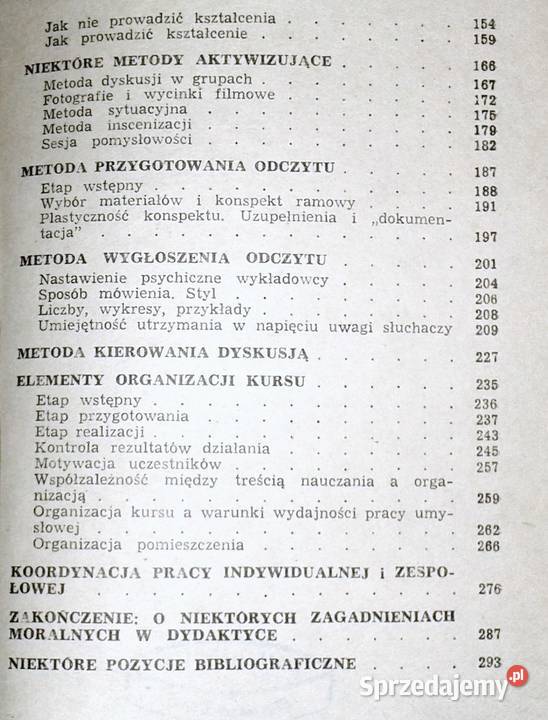 Jak nie prowadzić kształcenia . . . . . . . 154
Jak prowadzić kształcenie . . . . . . . . 159
NIEKTÓRE METODY AKTYWIZUJĄCE . . . . 166
Metoda dyskusji w grupach . . . . . . . . 167
Fotografie i wycinki filmowe . . . . . . . 172
Metoda sytuacyjna . . . . . . . . . . 175
Metoda inscenizacji . . . . . . . . . . 179
Sesja pomysłowości . . . . . . . . . . 182
METODA PRZYGOTOWANIA ODCZYTU . . . . . 187
Etap wstępny . . . . . . . . . . . . 188
Wybór materiałów i konspekt ramowy . . . . . 191
Plastyczność konspektu. Uzupełnienia i „dokumen-
tacja” . . . . . . . . . . . . . 197
METODA WYGŁOSZENIA ODCZYTU . . . . . 201
Nastawienie psychiczne wykładowcy . . . . . 204
Sposób mówienia. Styl . . . . . . . . . 206
Liczby, wykresy, przykłady . . . . . . . . 208
Umiejętność utrzymania w napięciu uwagi słuchaczy 209
METODA KIEROWANIA DYSKUSJĄ . . . . . 227
ELEMENTY ORGANIZACJI KURSU . . . . . . 235
Etap wstępny . . . . . . . . . . . . 236
Etap przygotowania . . . . . . . . . . 237
Etap realizacji . . . . . . . . . . . . 243
Kontrola rezultatów działania . . . . . . . 245
Motywacja uczestników . . . . . . . . . 257
Współzależność między treścią nauczania a orga-
nizacją . . . . . . . . . . . . . 259
Organizacja kursu a warunki wydajności pracy umy-
słowej . . . . . . . . . . . . . 262
Organizacja pomieszczenia . . . . . . . . 266
KOORDYNACJA PRACY INDYWIDUALNEJ i ZESPO-
ŁOWEJ . . . . . . . . . . . . . 276
ZAKOŃCZENIE: O NIEKTÓRYCH ZAGADNIENIACH
MORALNYCH W DYDAKTYCE . . . . . . . 287
NIEKTÓRE POZYCJE BIBLIOGRAFICZNE . . . . 293
Sprzedajemy.pl